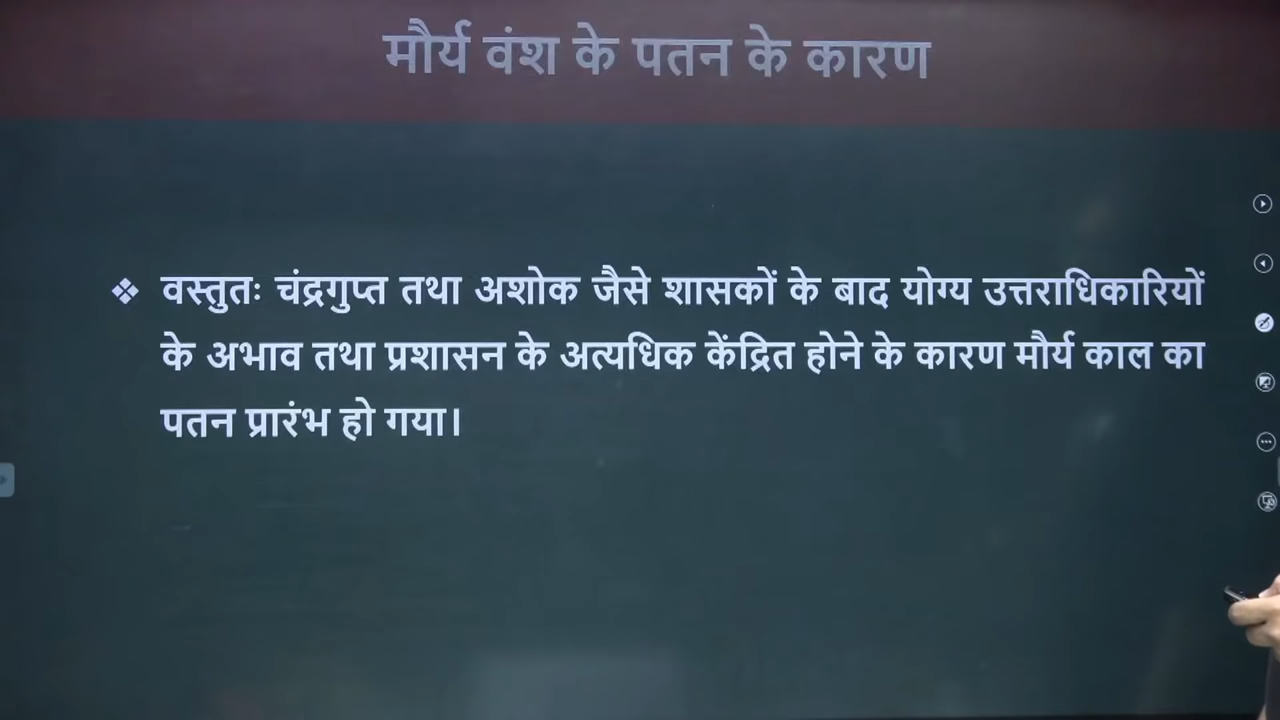 मौर्य वंश के पतन के कारण
❖ वस्तुतः चंद्रगुप्त तथा अशोक जैसे शासकों के बाद योग्य उत्तराधिकारियों
के अभाव तथा प्रशासन के अत्यधिक केंद्रित होने के कारण मौर्य काल का
पतन प्रारंभ हो गया।